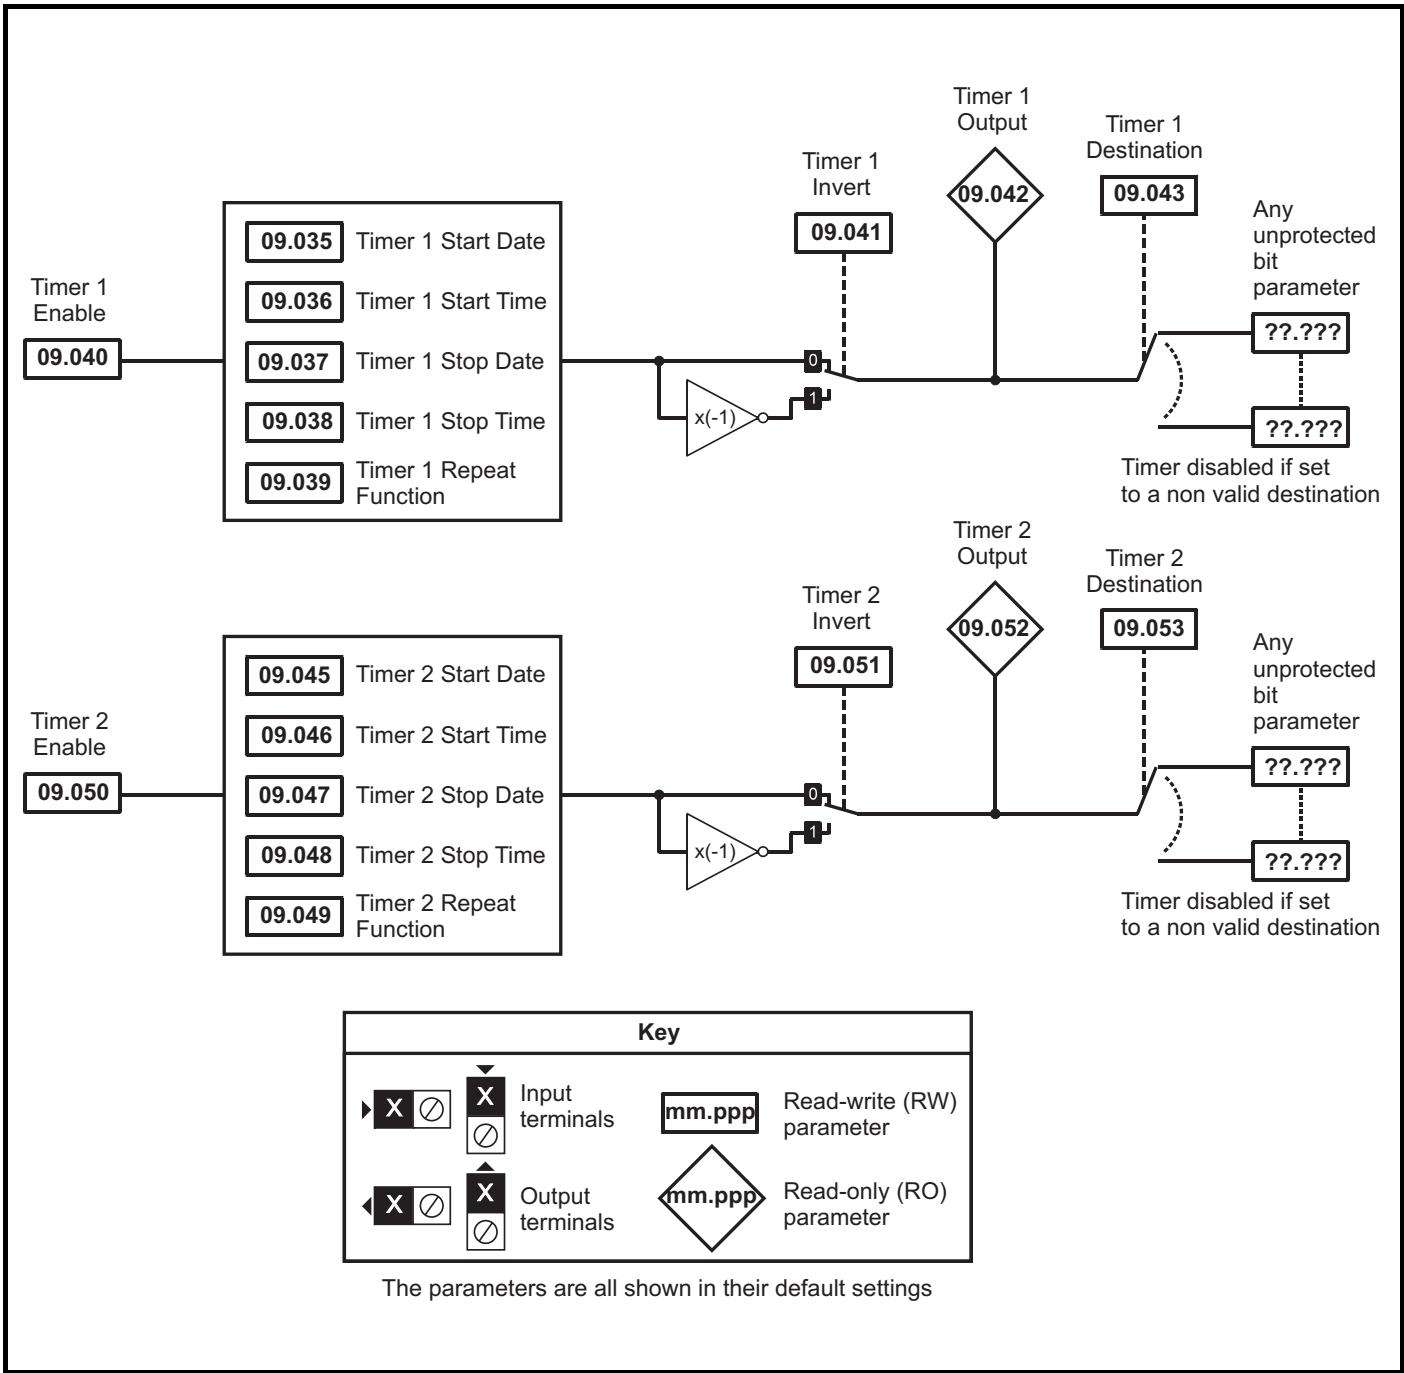 Timer 1
Output
Timer 1
Destination
Timer 1
Invert
09.042
09.043
Any
unprotected
bit
parameter
09.041
09.035 Timer 1 Start Date
Timer 1
Enable
09.036 Timer 1 Start Time
??.???
09.040
09.037 Timer 1 Stop Date
0
1
x(-1)
09.038 Timer 1 Stop Time
??.???
09.039 Timer 1 Repeat
Function
Timer disabled if set
to a non valid destination
Timer 2
Output
Timer 2
Destination
Timer 2
Invert
09.052
09.053
Any
unprotected
bit
parameter
09.051
09.045 Timer 2 Start Date
Timer 2
Enable
09.046 Timer 2 Start Time
??.???
09.050
09.047 Timer 2 Stop Date
0
1
x(-1)
09.048 Timer 2 Stop Time
??.???
09.049 Timer 2 Repeat
Function
Timer disabled if set
to a non valid destination
Key
X
X
Input
terminals
mm.ppp
Read-write (RW)
parameter
X
X
Output
terminals
mm.ppp
Read-only (RO)
parameter
The parameters are all shown in their default settings